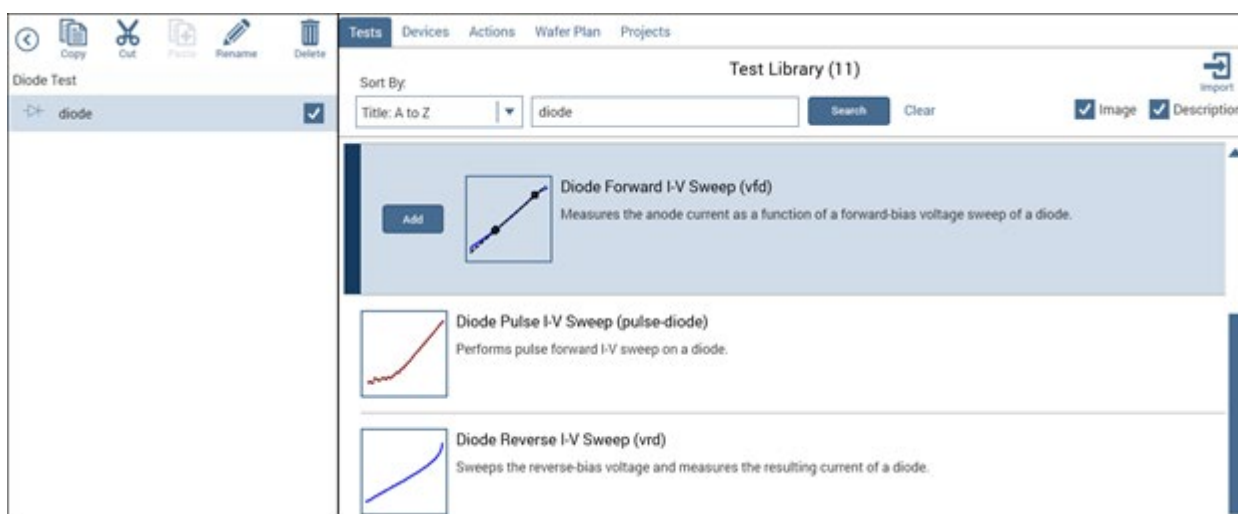 Copy
Cut
Paste
Rename
Delete
Diode Test
diode
Tests Devices Actions Wafer Plan Projects
Test Library (11)
Import
Sort By:
Title: A to Z
diode
Search
Clear
Image
Description
Add
Diode Forward I-V Sweep (vfd)
Measures the anode current as a function of a forward-bias voltage sweep of a diode.
Diode Pulse I-V Sweep (pulse-diode)
Performs pulse forward I-V sweep on a diode.
Diode Reverse I-V Sweep (vrd)
Sweeps the reverse-bias voltage and measures the resulting current of a diode.